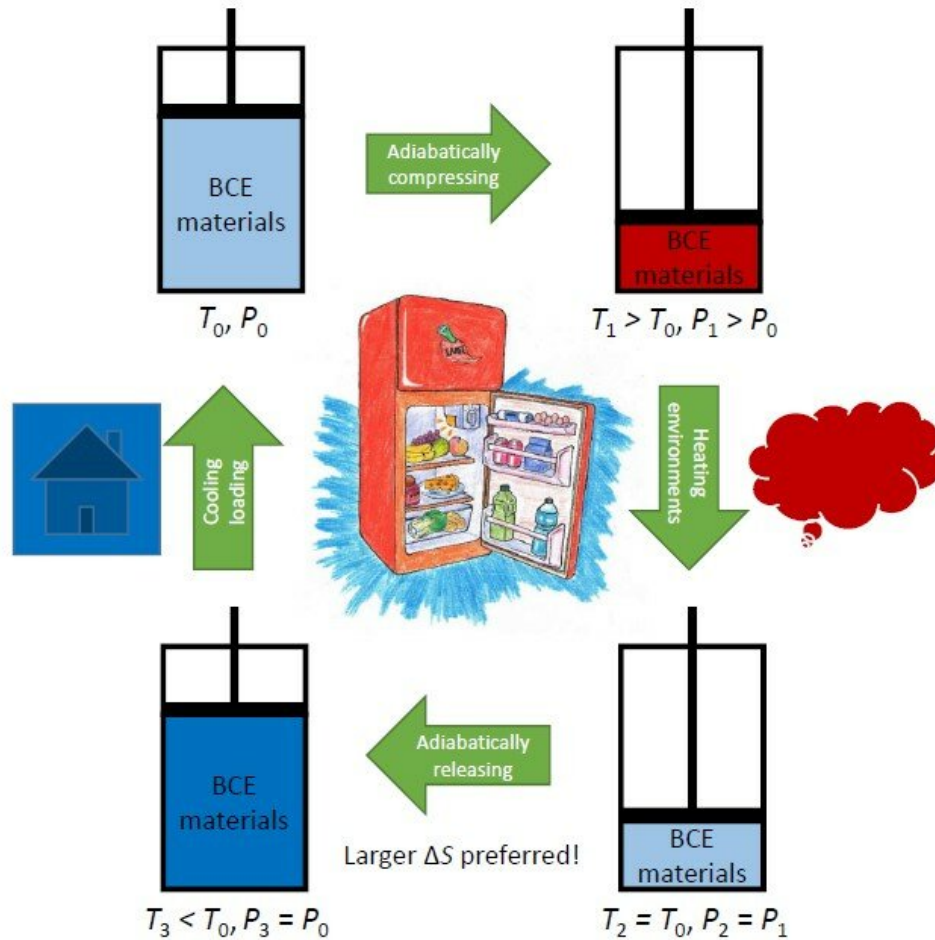 BCE
materials
T₀, P₀
Adiabatically
compressing
BCE
materials
T₁ > T₀, P₁ > P₀
Cooling
loading
Heating
environments
BCE
materials
T₃ < T₀, P₃ = P₀
Adiabatically
releasing
Larger ΔS preferred!
BCE
materials
T₂ = T₀, P₂ = P₁